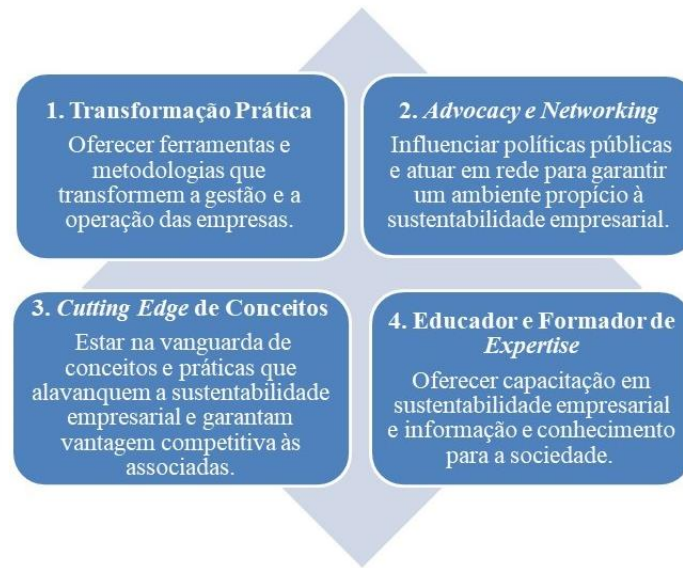 1. Transformação Prática
Oferecer ferramentas e
metodologias que
transformem a gestão e a
operação das empresas.
2. Advocacy e Networking
Influenciar políticas públicas
e atuar em rede para garantir
um ambiente propício à
sustentabilidade empresarial.
3. Cutting Edge de Conceitos
Estar na vanguarda de
conceitos e práticas que
alavanquem a sustentabilidade
empresarial e garantam
vantagem competitiva às
associadas.
4. Educador e Formador de
Expertise
Oferecer capacitação em
sustentabilidade empresarial
e informação e conhecimento
para a sociedade.